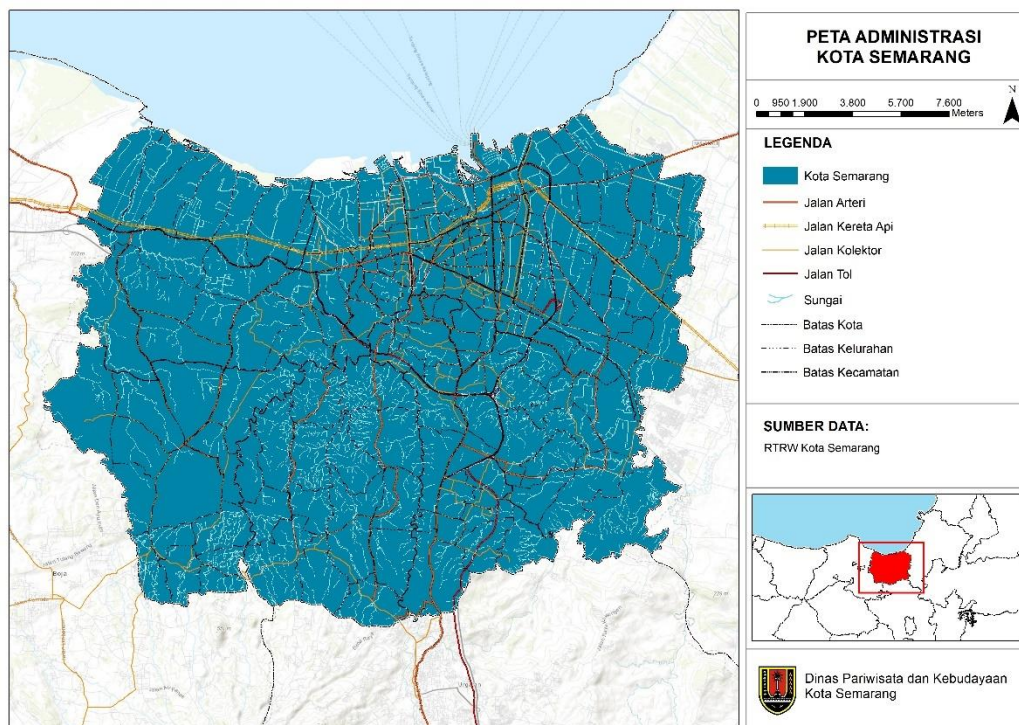 PETA ADMINISTRASI
KOTA SEMARANG
N
0 950 1.900 3.800 5.700 7.600
Meters
LEGENDA
Kota Semarang
Jalan Arteri
Jalan Kereta Api
Jalan Kolektor
Jalan Tol
Sungai
Batas Kota
Batas Kelurahan
Batas Kecamatan
SUMBER DATA:
RTRW Kota Semarang
Dinas Pariwisata dan Kebudayaan
Kota Semarang
Boja